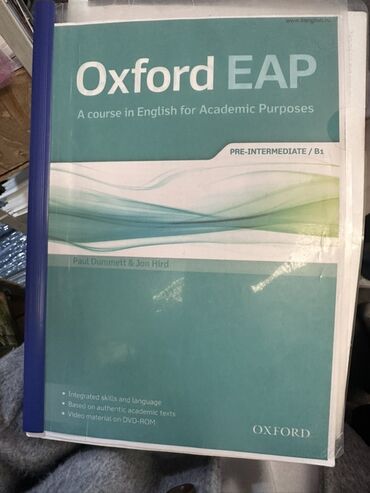 Oxford EAP
A course in English for Academic Purposes
PRE-INTERMEDIATE / B1
Paul Dummett & Jon Hird
• Integrated skills and language
• Based on authentic academic texts
• Video material on DVD-ROM
OXFORD